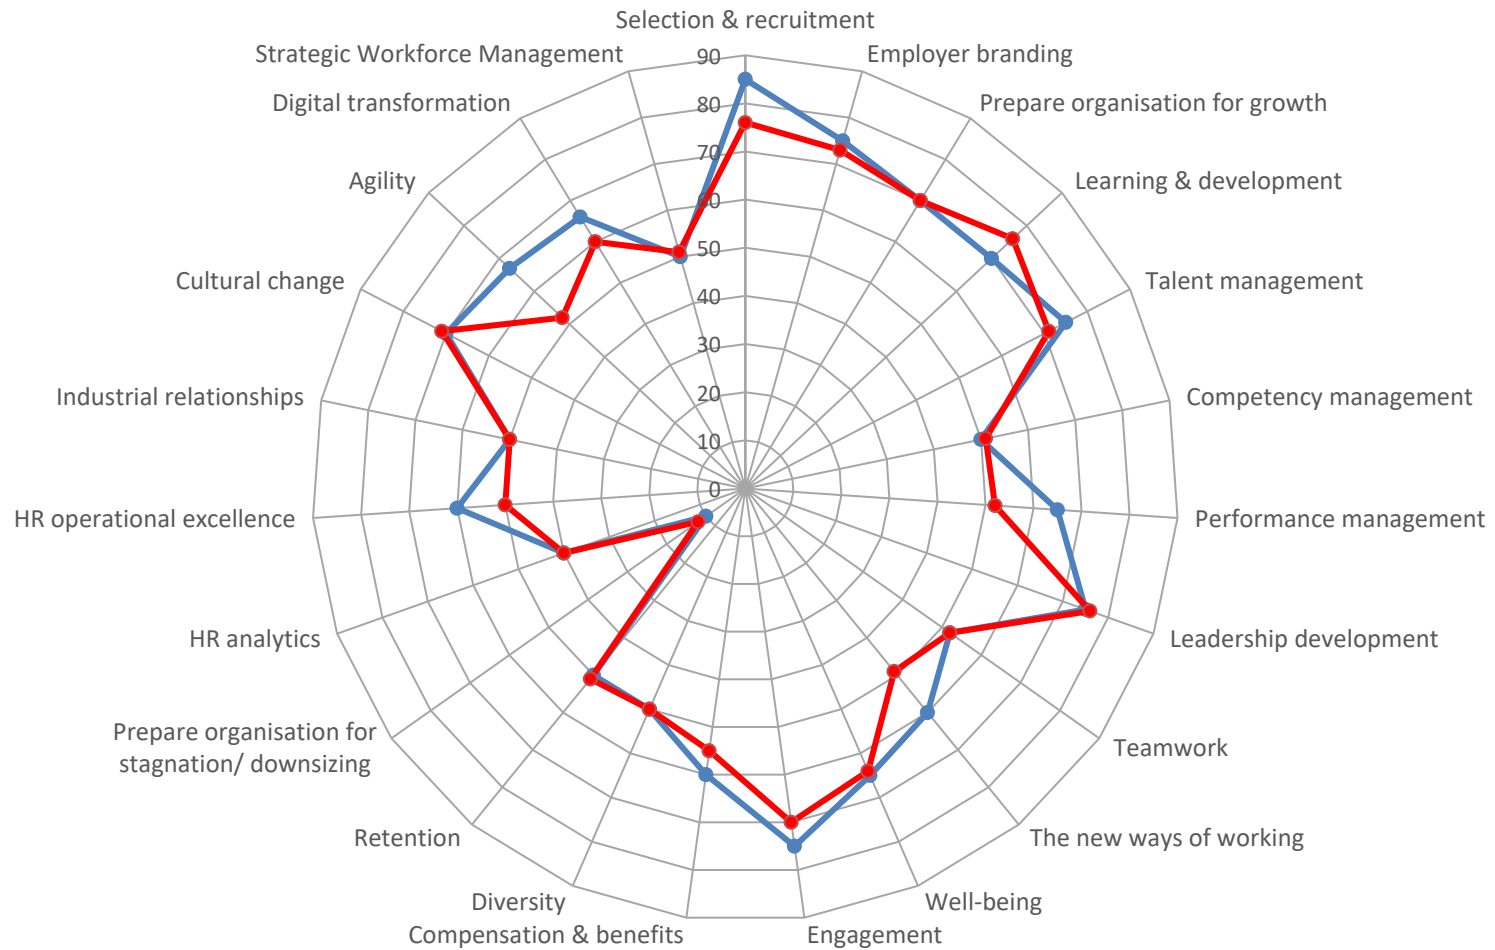 Selection & recruitment
Employer branding
Prepare organisation for growth
Learning & development
Talent management
Competency management
Performance management
Leadership development
Teamwork
The new ways of working
Well-being
Engagement
Compensation & benefits
Diversity
Retention
Prepare organisation for
stagnation/ downsizing
HR analytics
HR operational excellence
Industrial relationships
Cultural change
Agility
Digital transformation
Strategic Workforce Management
90
80
70
60
50
40
30
20
10
0